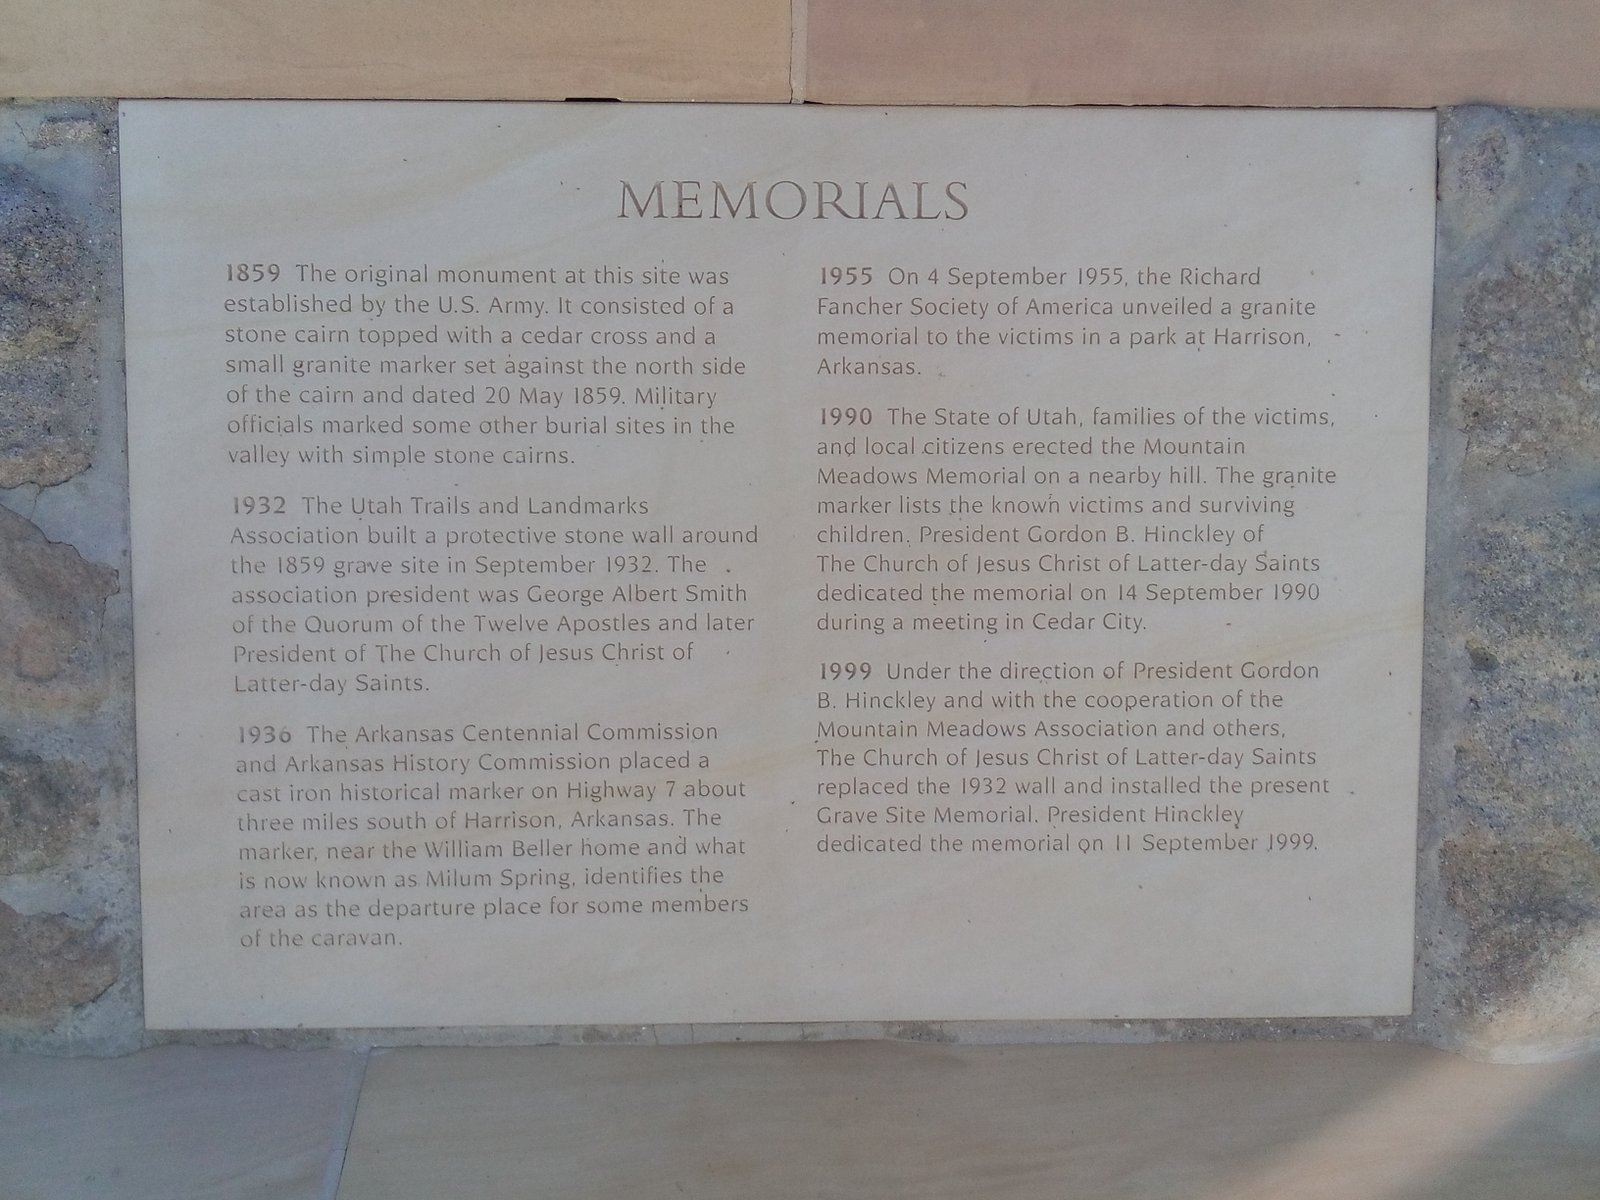 MEMORIALS
1859 The original monument at this site was
established by the U.S. Army. It consisted of a
stone cairn topped with a cedar cross and a
small granite marker set against the north side
of the cairn and dated 20 May 1859. Military
officials marked some other burial sites in the
valley with simple stone cairns.
1932 The Utah Trails and Landmarks
Association built a protective stone wall around
the 1859 grave site in September 1932. The
association president was George Albert Smith
of the Quorum of the Twelve Apostles and later
President of The Church of Jesus Christ of
Latter-day Saints.
1936 The Arkansas Centennial Commission
and Arkansas History Commission placed a
cast iron historical marker on Highway 7 about
three miles south of Harrison, Arkansas. The
marker, near the William Beller home and what
is now known as Milum Spring, identifies the
area as the departure place for some members
of the caravan.
1955 On 4 September 1955, the Richard
Fancher Society of America unveiled a granite
memorial to the victims in a park at Harrison,
Arkansas.
1990 The State of Utah, families of the victims,
and local citizens erected the Mountain
Meadows Memorial on a nearby hill. The granite
marker lists the known victims and surviving
children. President Gordon B. Hinckley of
The Church of Jesus Christ of Latter-day Saints
dedicated the memorial on 14 September 1990
during a meeting in Cedar City.
1999 Under the direction of President Gordon
B. Hinckley and with the cooperation of the
Mountain Meadows Association and others,
The Church of Jesus Christ of Latter-day Saints
replaced the 1932 wall and installed the present
Grave Site Memorial. President Hinckley
dedicated the memorial on 11 September 1999.